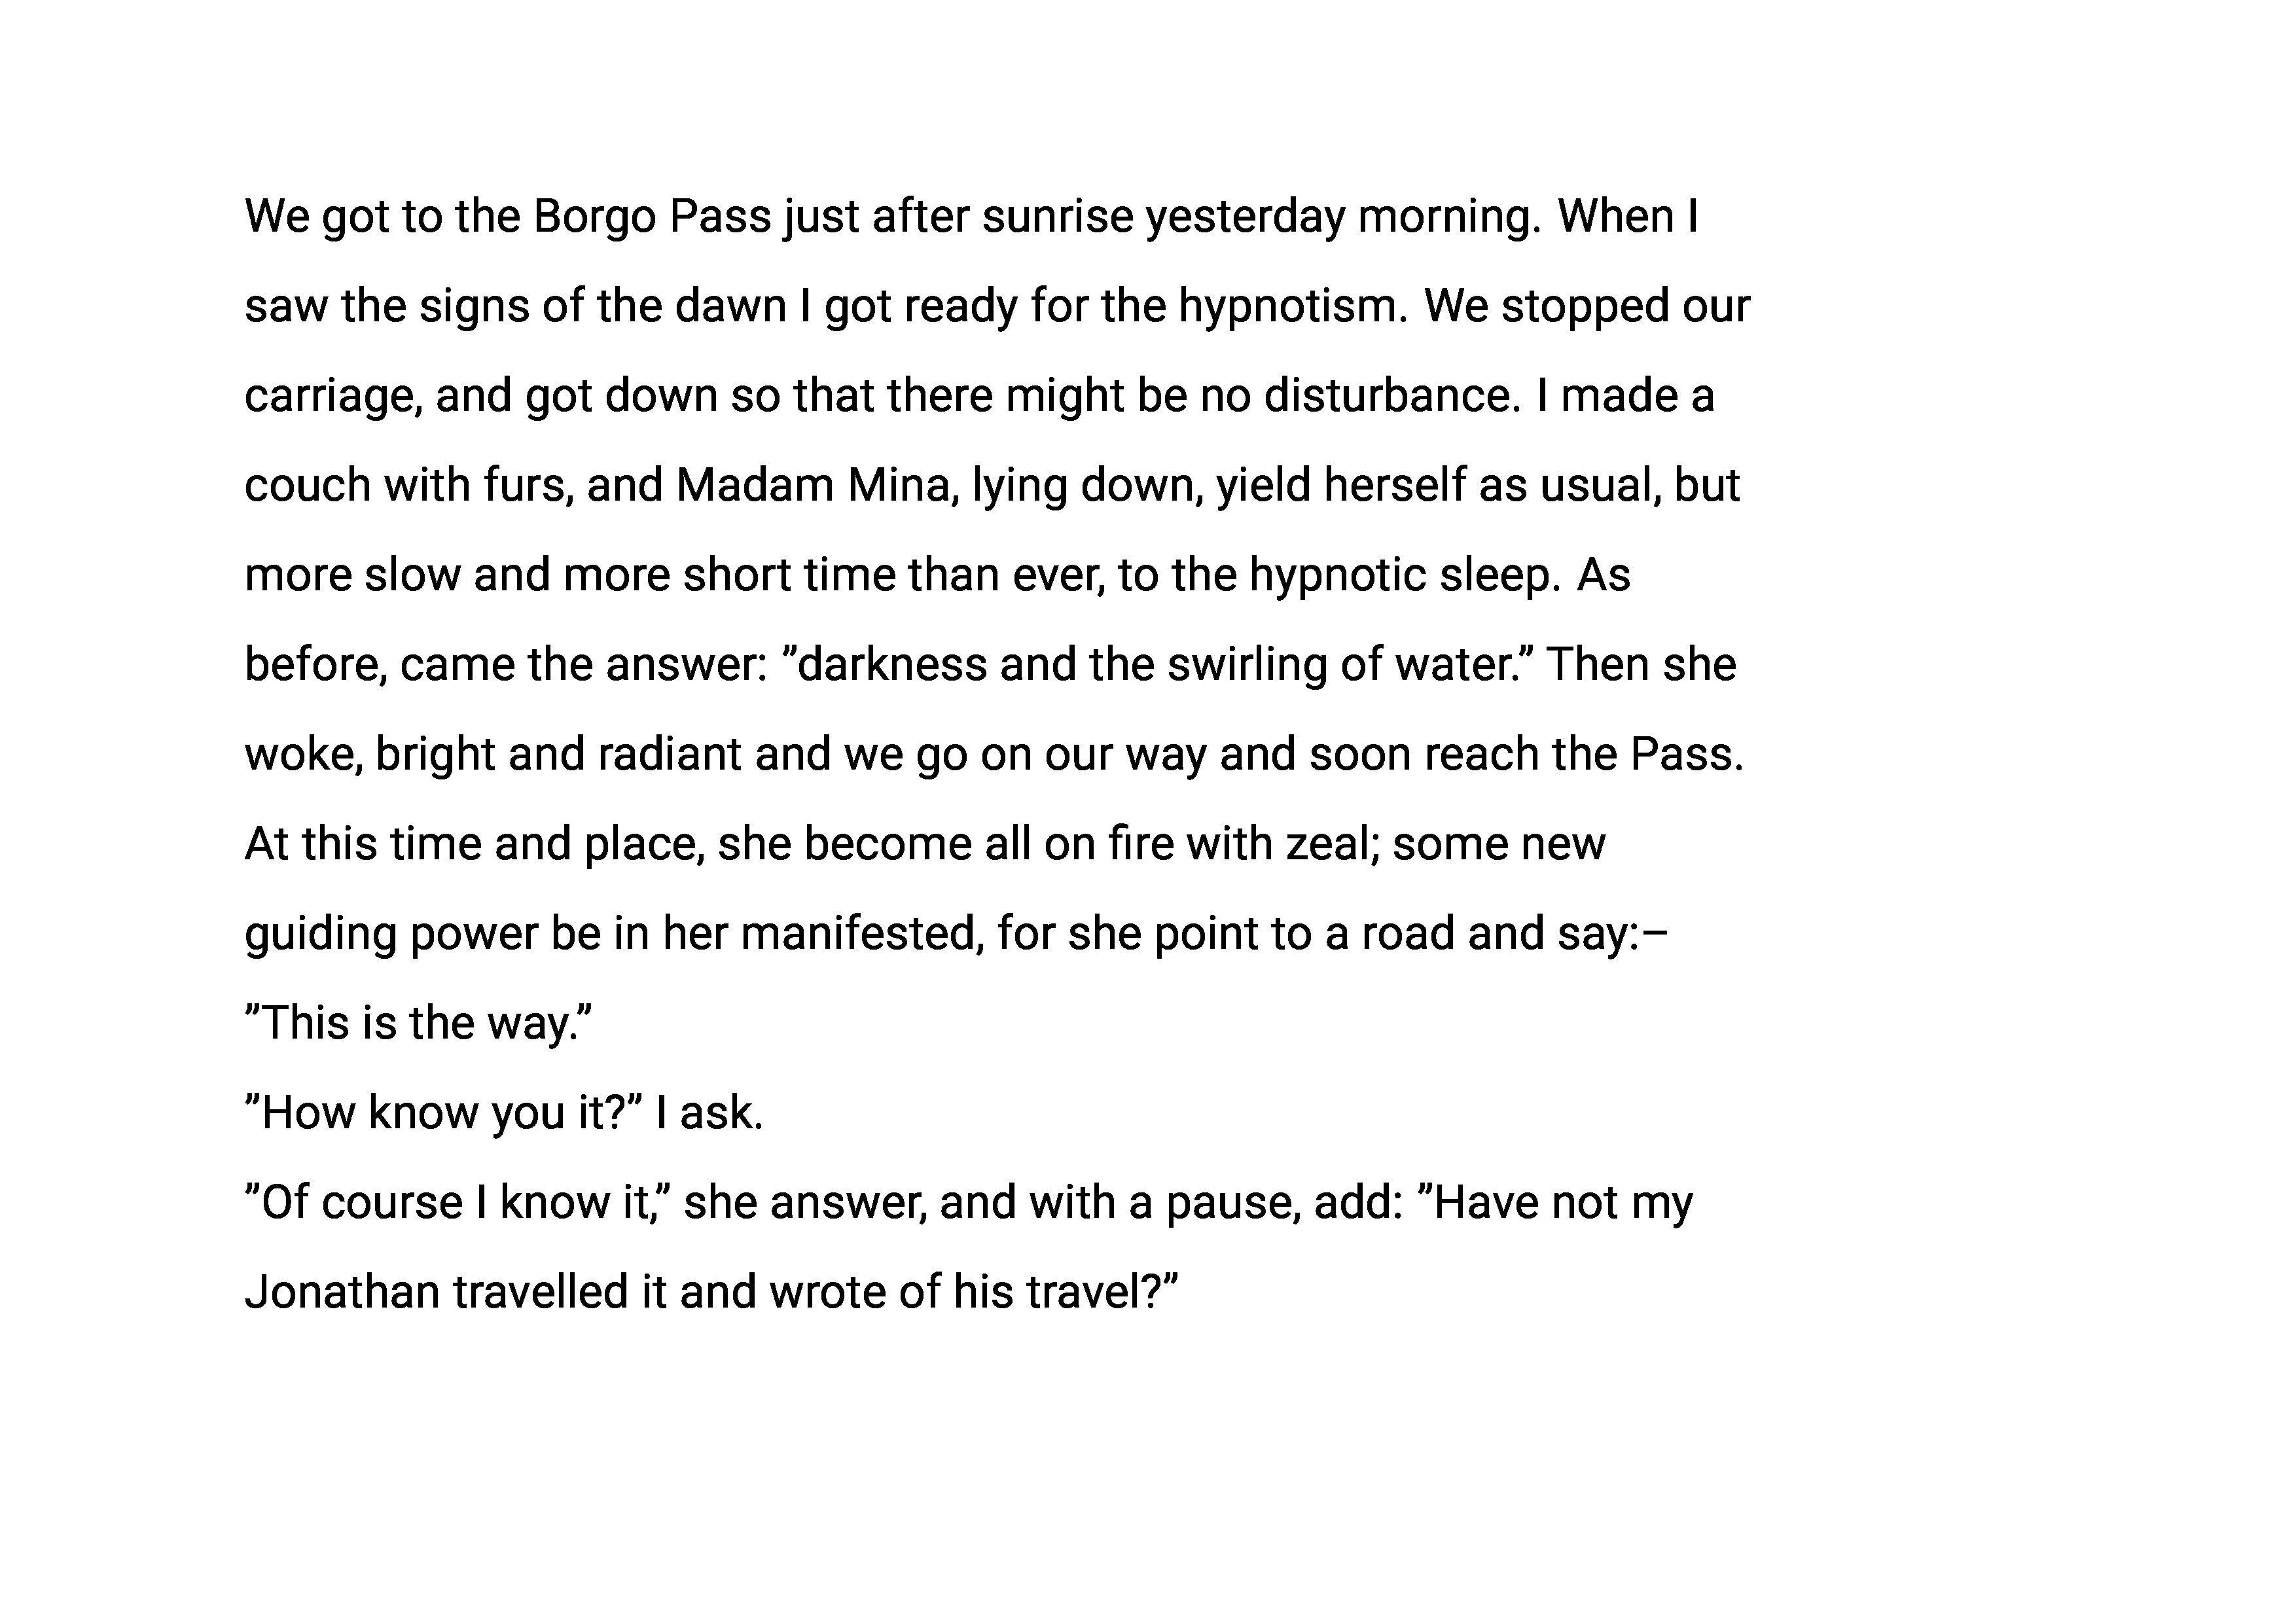 We got to the Borgo Pass just after sunrise yesterday morning. When I
saw the signs of the dawn I got ready for the hypnotism. We stopped our
carriage, and got down so that there might be no disturbance. I made a
couch with furs, and Madam Mina, lying down, yield herself as usual, but
more slow and more short time than ever, to the hypnotic sleep. As
before, came the answer: ”darkness and the swirling of water.” Then she
woke, bright and radiant and we go on our way and soon reach the Pass.
At this time and place, she become all on fire with zeal; some new
guiding power be in her manifested, for she point to a road and say:–
”This is the way.”
”How know you it?” I ask.
”Of course I know it,” she answer, and with a pause, add: ”Have not my
Jonathan travelled it and wrote of his travel?”